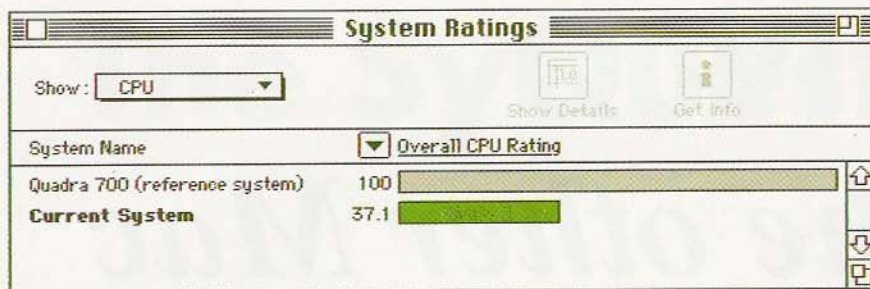 System Ratings
Show: CPU
Show Details
Get Info
System Name
Overall CPU Rating
Quadra 700 (reference system) 100
Current System 37.1